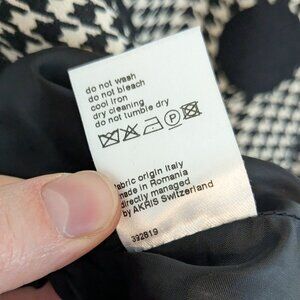 do not wash
do not bleach
cool iron
dry cleaning
do not tumble dry
fabric origin Italy
made in Romania
directly managed
by AKRIS Switzerland
392819